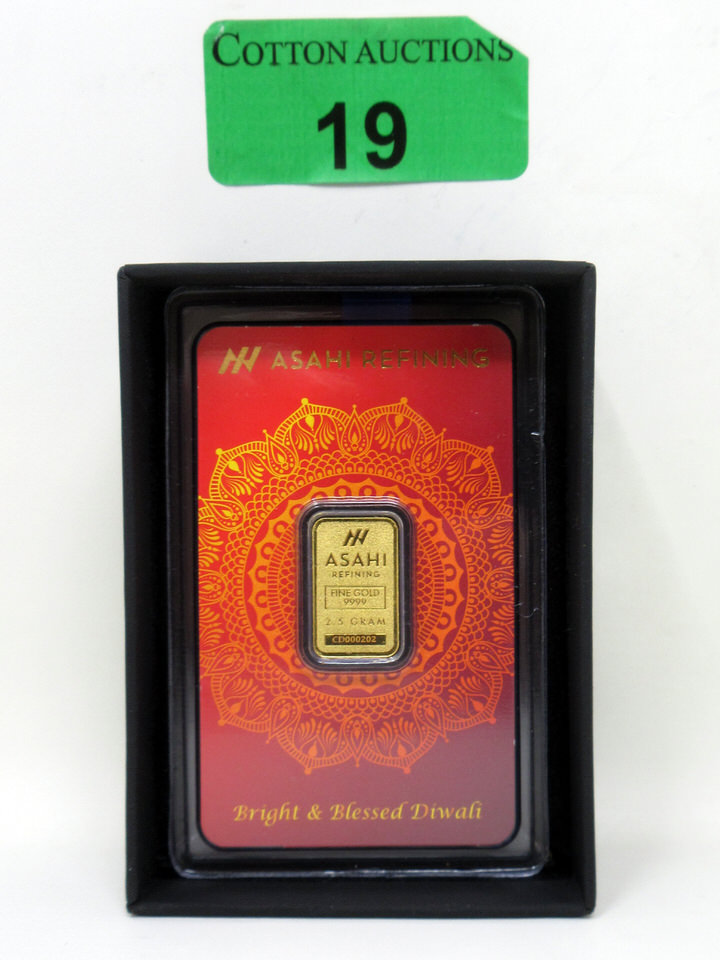 COTTON AUCTIONS
19
ASAHI REFINING
ASAHI
REFINING
FINE GOLD
9999
2.5 GRAM
CD000202
Bright & Blessed Diwali